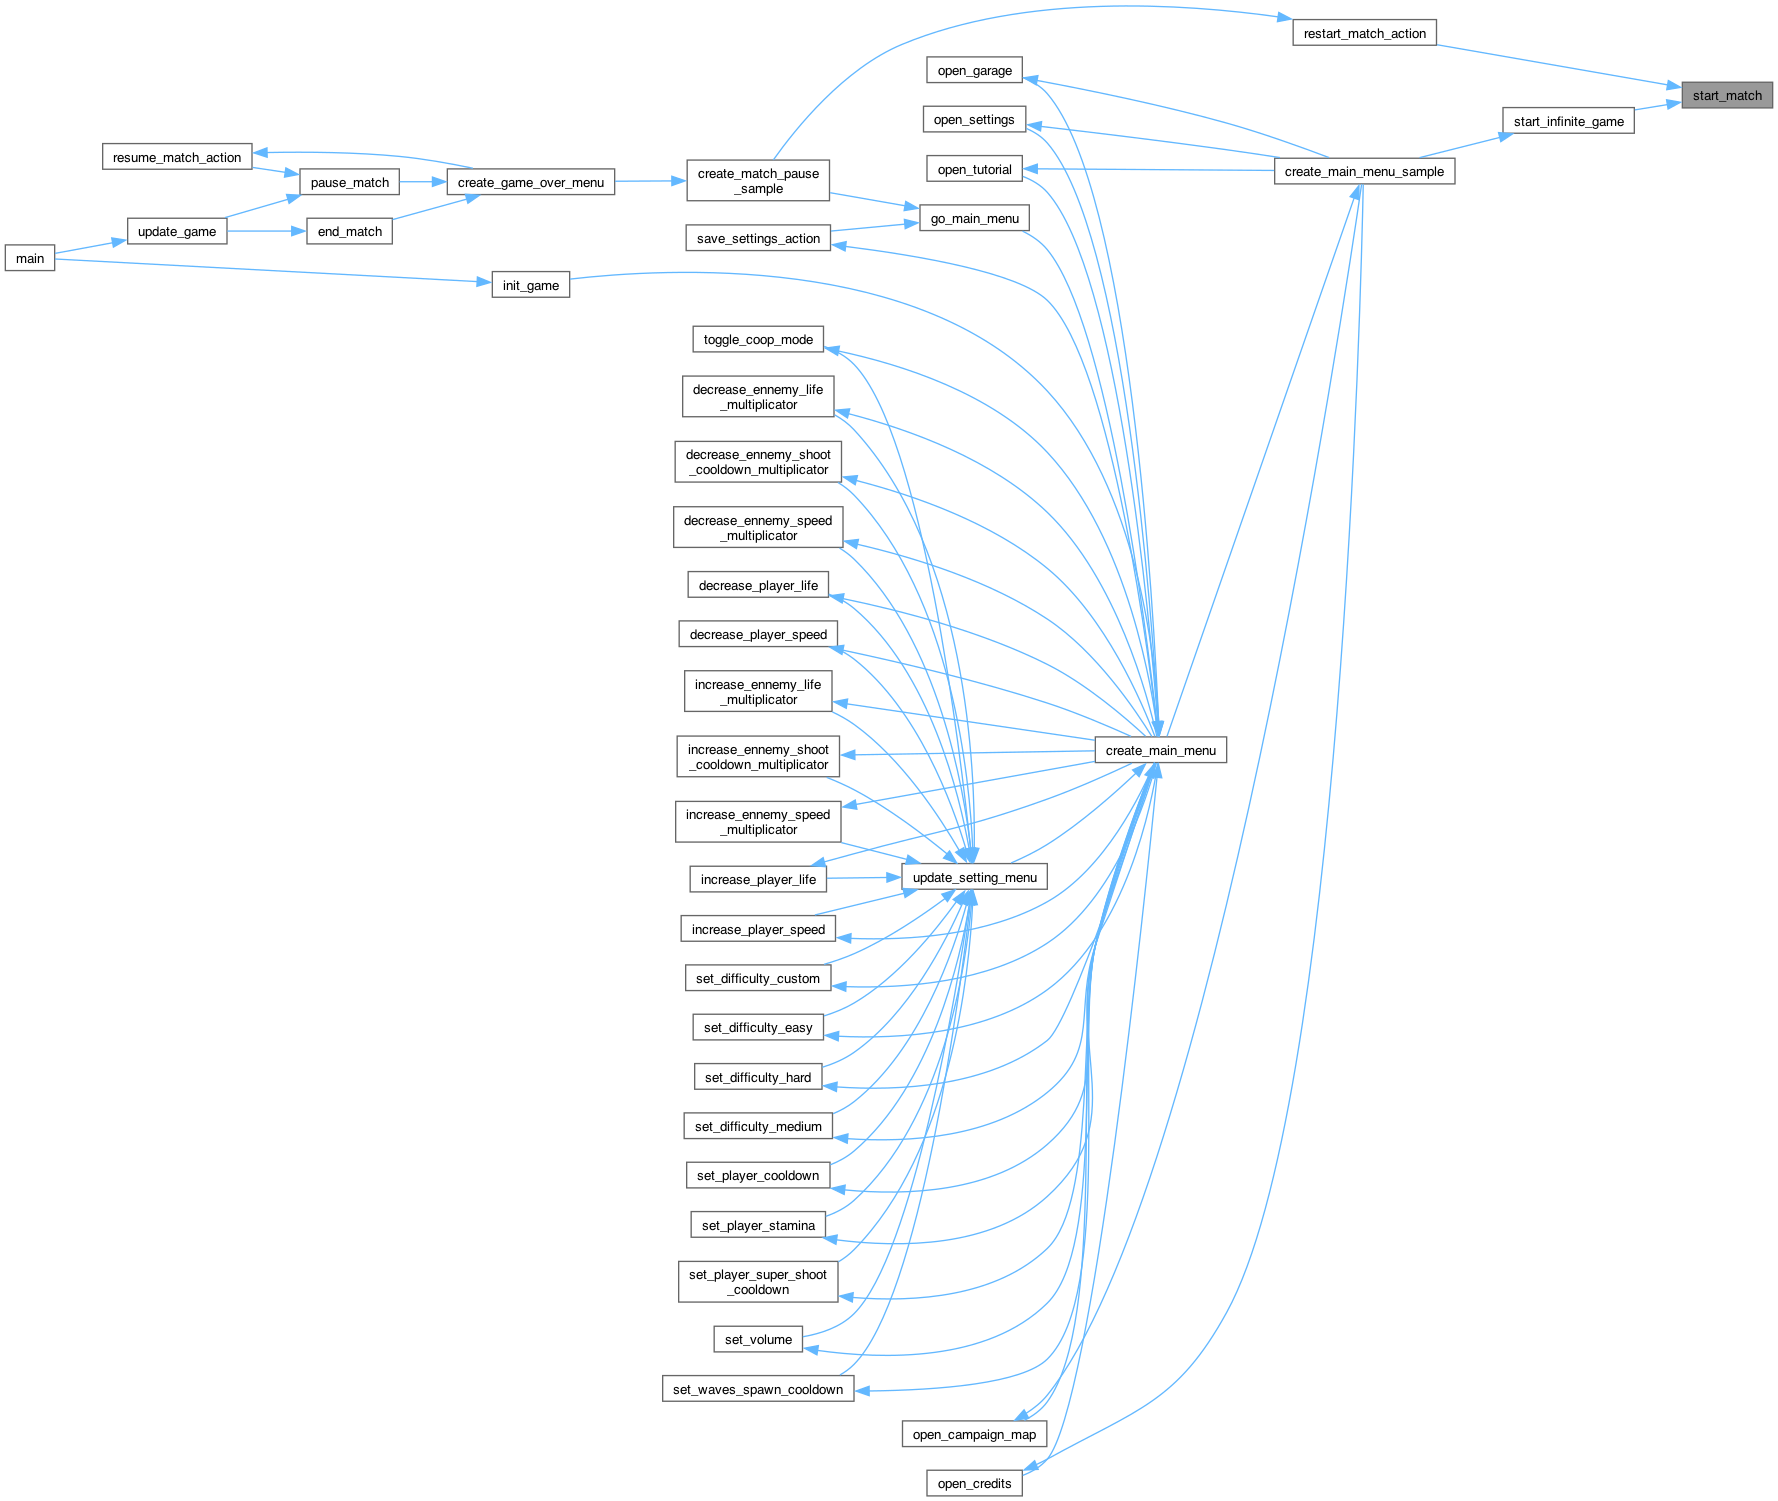 restart_match_action
open_garage
start_match
open_settings
start_infinite_game
resume_match_action
open_tutorial
create_main_menu_sample
create_match_pause
_sample
pause_match
create_game_over_menu
go_main_menu
update_game
end_match
save_settings_action
main
init_game
toggle_coop_mode
decrease_ennemy_life
_multiplicator
decrease_ennemy_shoot
_cooldown_multiplicator
decrease_ennemy_speed
_multiplicator
decrease_player_life
decrease_player_speed
increase_ennemy_life
_multiplicator
increase_ennemy_shoot
_cooldown_multiplicator
create_main_menu
increase_ennemy_speed
_multiplicator
increase_player_life
update_setting_menu
increase_player_speed
set_difficulty_custom
set_difficulty_easy
set_difficulty_hard
set_difficulty_medium
set_player_cooldown
set_player_stamina
set_player_super_shoot
_cooldown
set_volume
set_waves_spawn_cooldown
open_campaign_map
open_credits